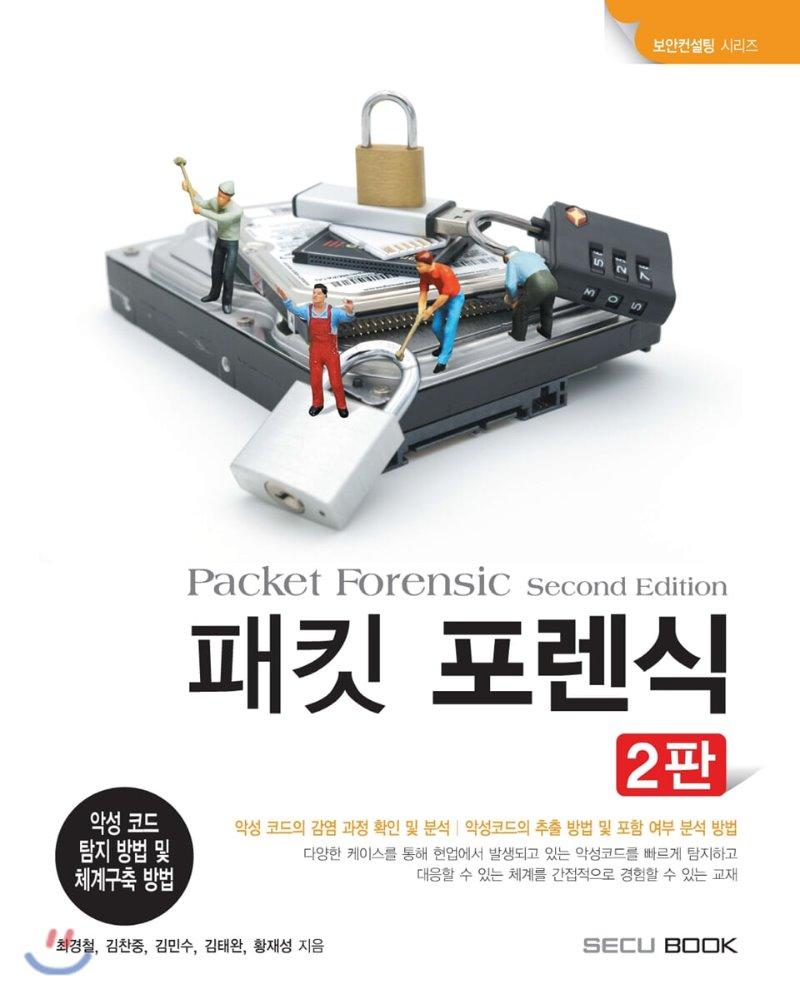 보안컨설팅 시리즈
5 2 7
3 0 5
Packet Forensic Second Edition
패킷 포렌식
2판
악성 코드
탐지 방법 및
체계구축 방법
악성 코드의 감염 과정 확인 및 분석 | 악성코드의 추출 방법 및 포함 여부 분석 방법
다양한 케이스를 통해 현업에서 발생되고 있는 악성코드를 빠르게 탐지하고
대응할 수 있는 체계를 간접적으로 경험할 수 있는 교재
최경철, 김찬중, 김민수, 김태완, 황재성 지음
SECU BOOK